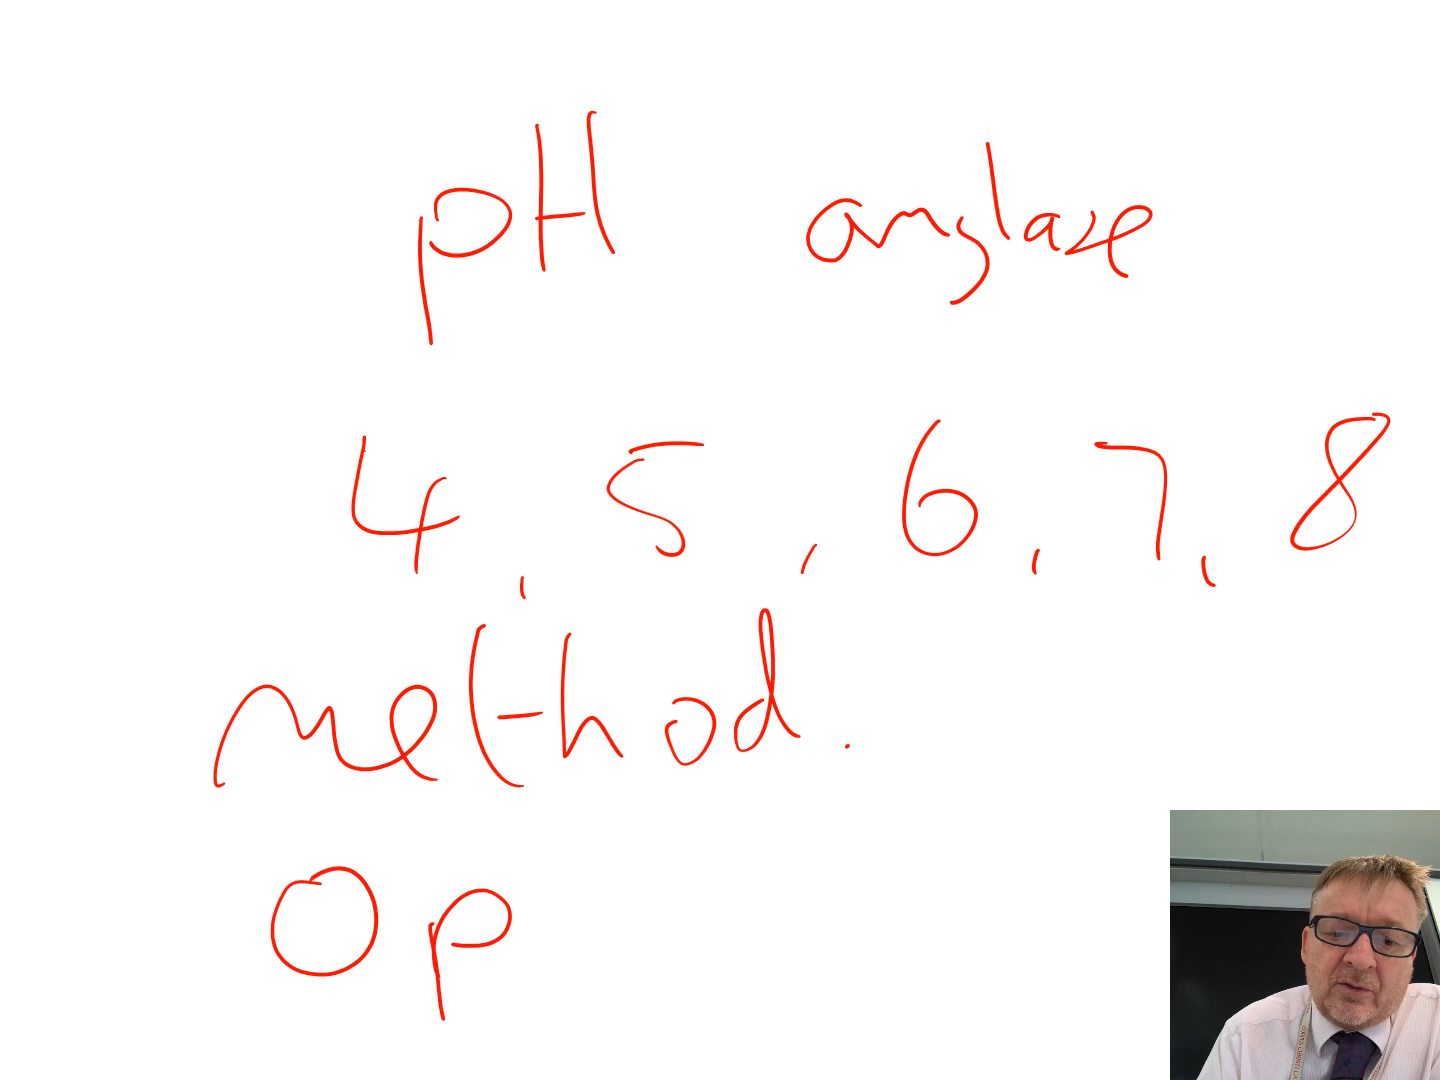 pH amylase
4, 5, 6, 7, 8
method.
Op